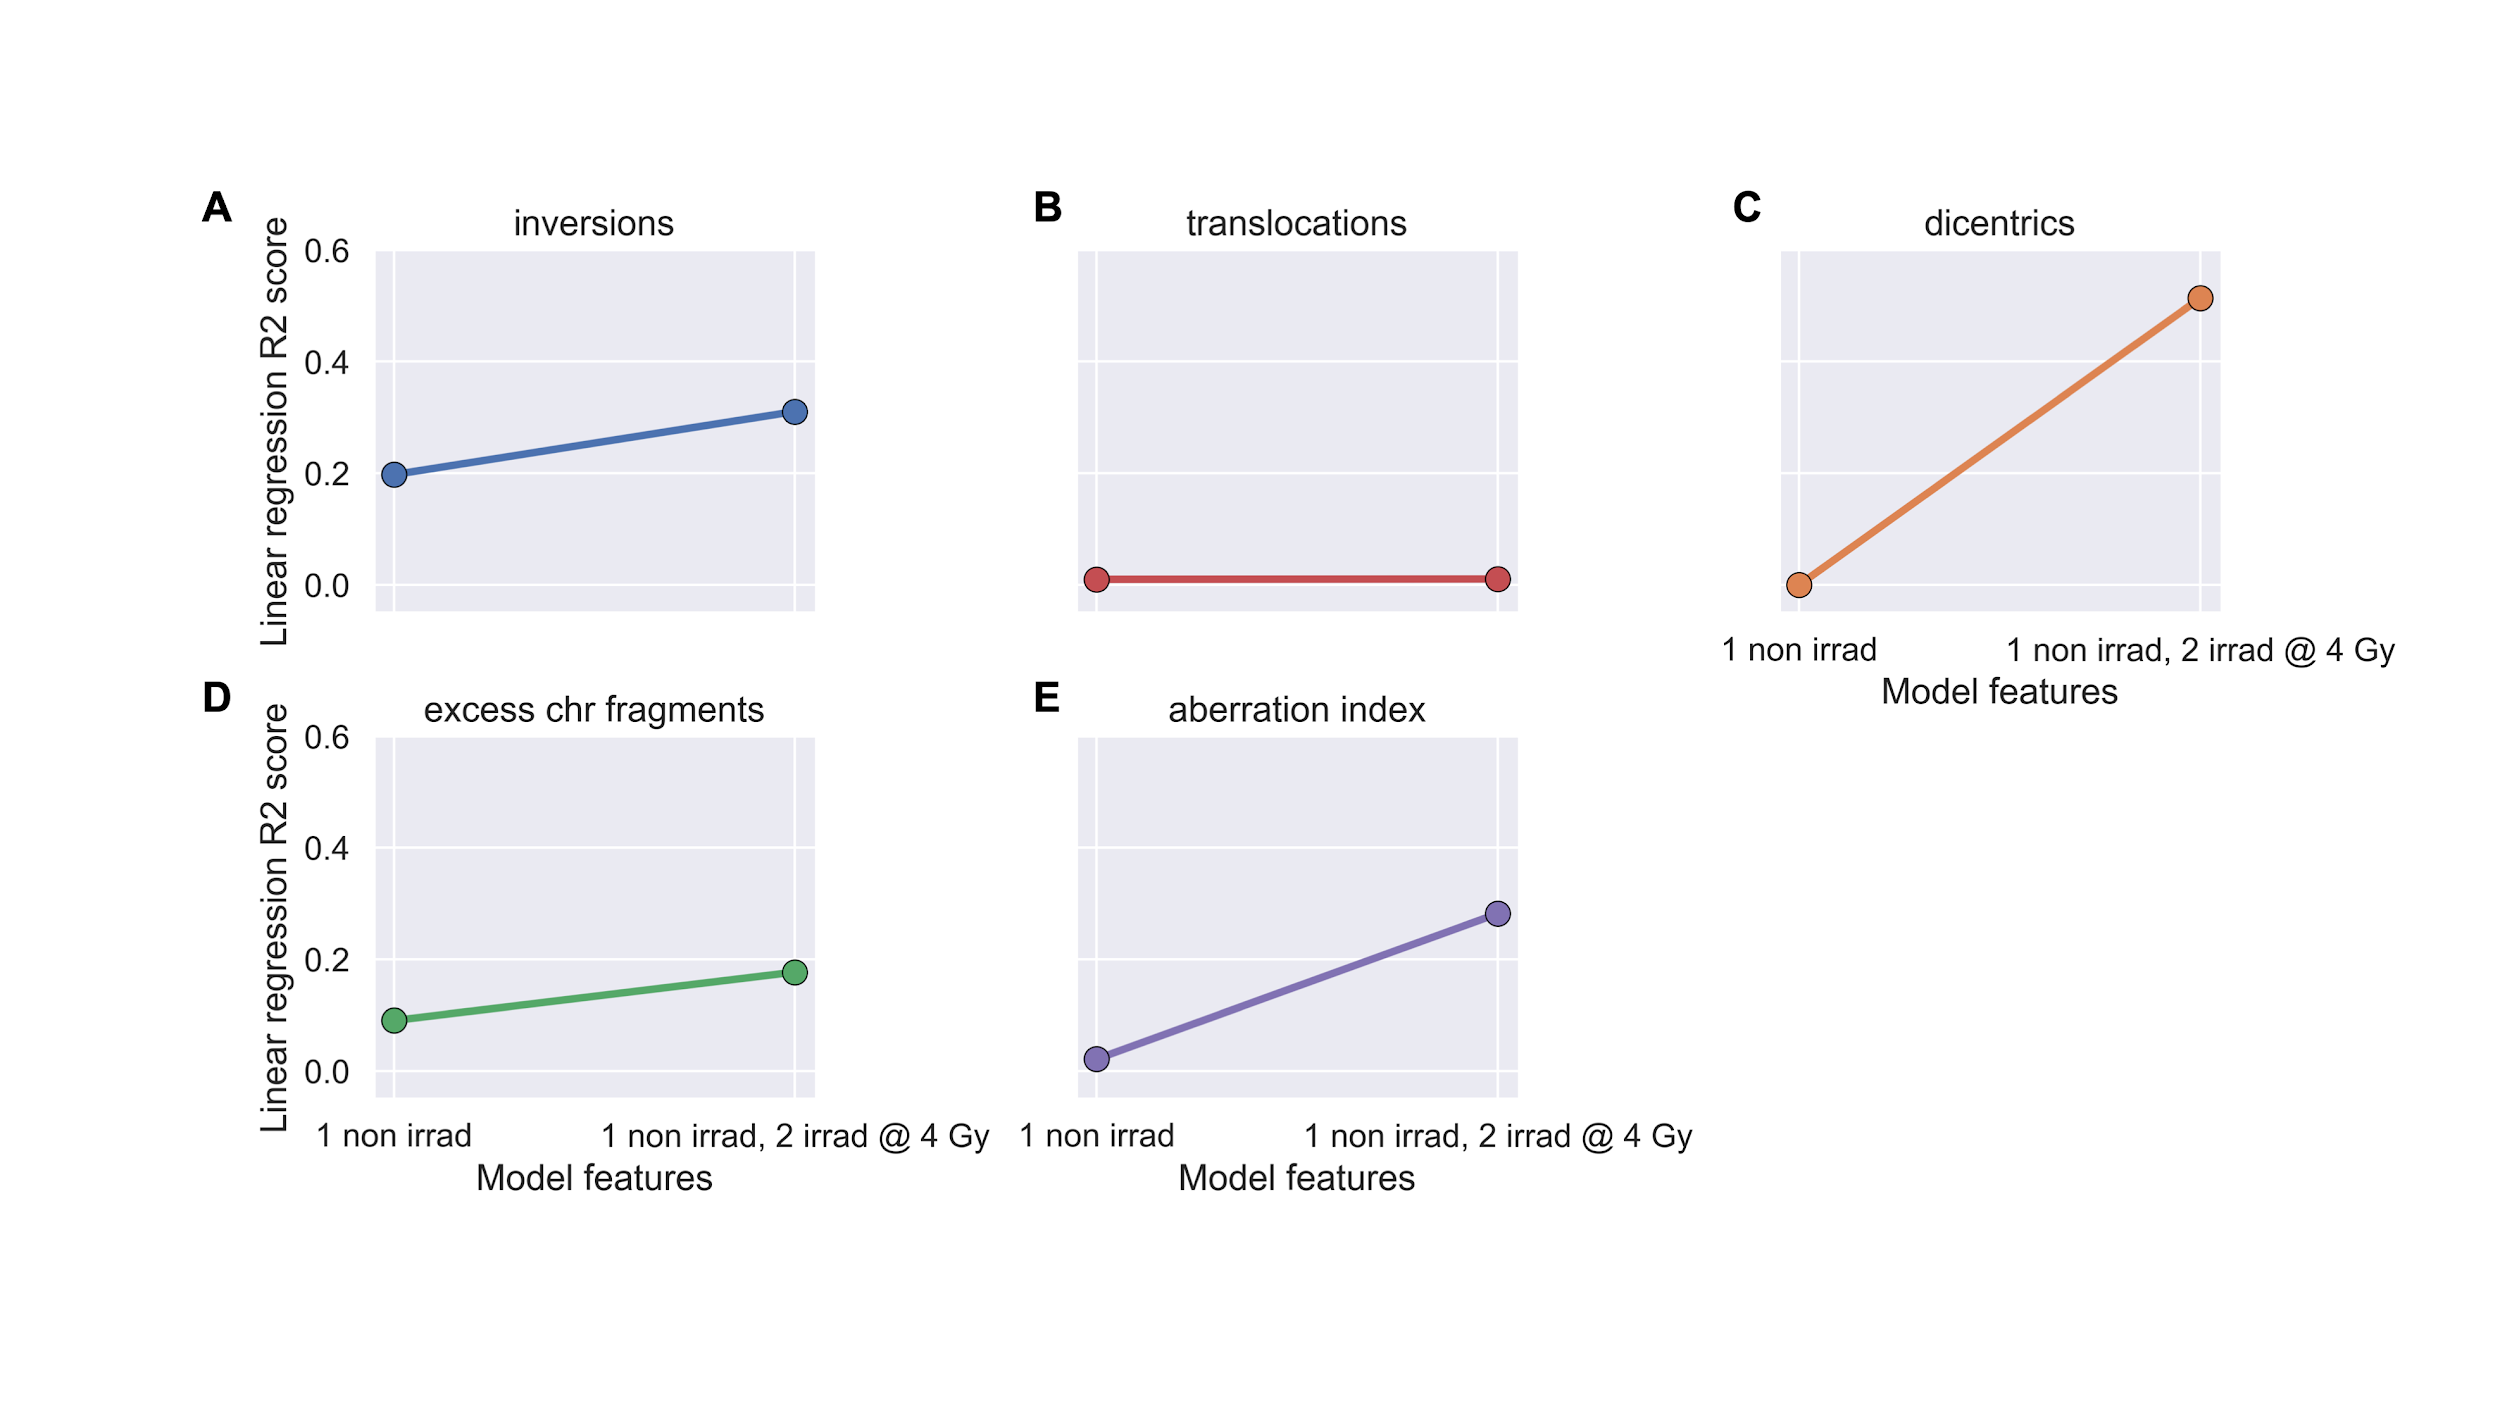 A
inversions
Linear regression R2 score
0.6
0.4
0.2
0.0
B
translocations
C
dicentrics
1 non irrad
1 non irrad, 2 irrad @ 4 Gy
Model features
D
excess chr fragments
Linear regression R2 score
0.6
0.4
0.2
0.0
1 non irrad
1 non irrad, 2 irrad @ 4 Gy
Model features
E
aberration index
1 non irrad
1 non irrad, 2 irrad @ 4 Gy
Model features